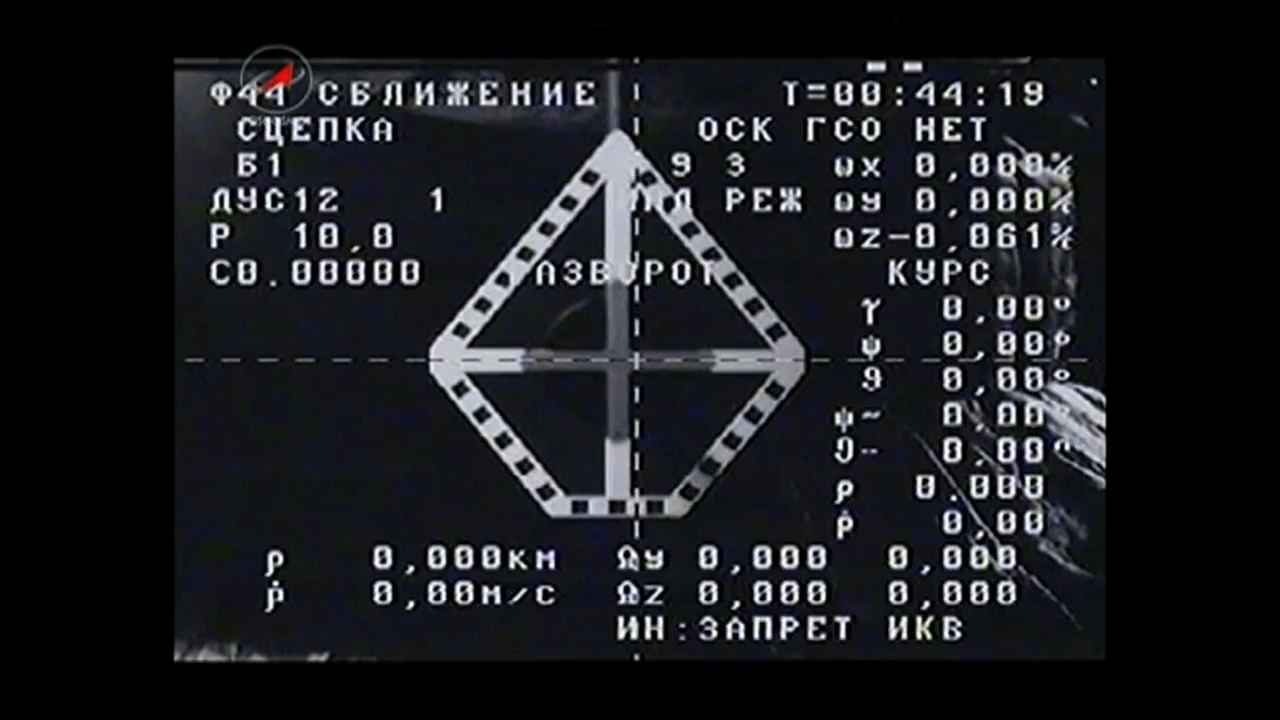 Ф44 СБЛИЖЕНИЕ T=00:44:19
СЦЕПКА ОСК ГСО НЕТ
Б1 9 3 ωx 0,000%
ДУС12 1 РЕЖ ωy 0,000%
P 10,0 ωz-0,061%
C0.00000 АЗВОРОТ КУРС
γ 0,00°
ψ 0,00°
ϑ 0,00°
ψ~ 0,00°
ϑ~ 0,00°
ρ 0.000
ρ̇ 0,00
ρ 0,000км Ωy 0,000 0,000
ρ̇ 0,00м/с Ωz 0,000 0,000
ИН:ЗАПРЕТ ИКВ